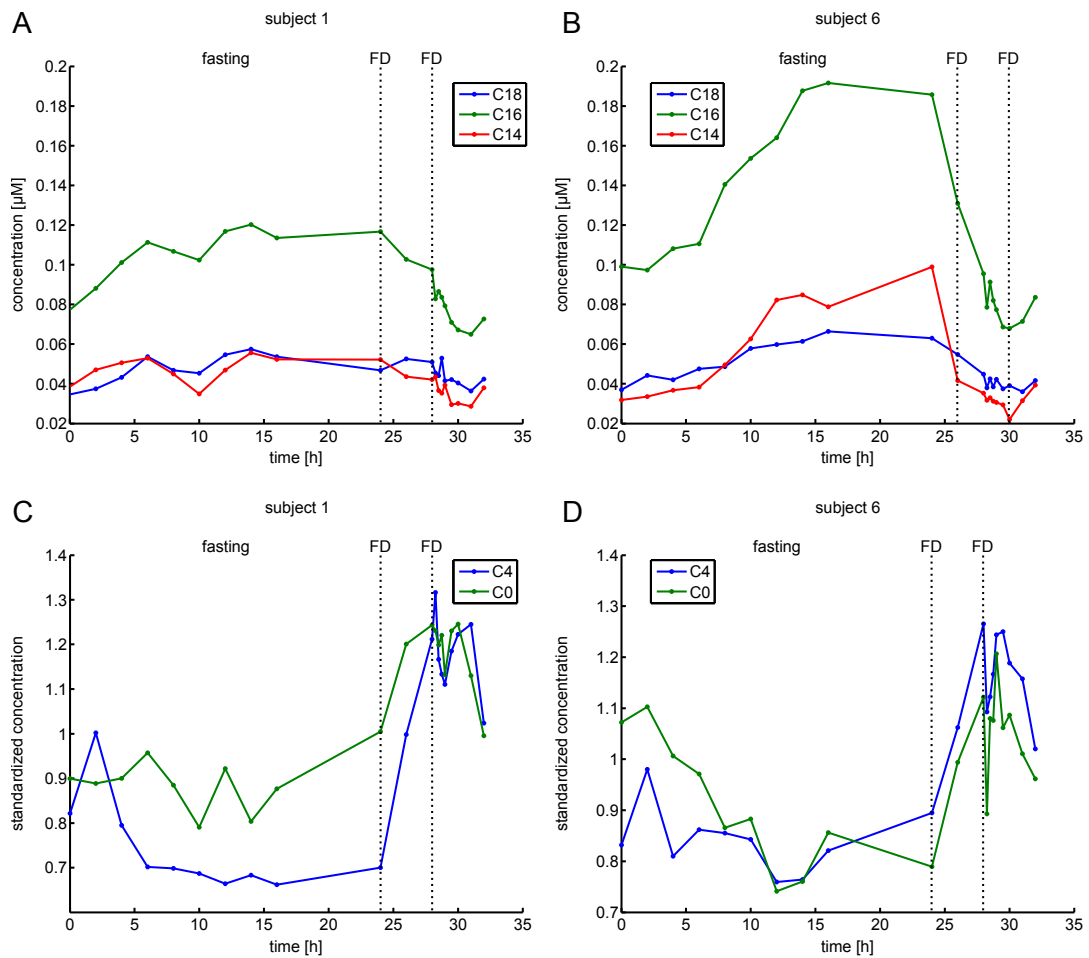 A
subject 1
fasting
FD
FD
0.2
0.18
0.16
0.14
0.12
0.1
0.08
0.06
0.04
0.02
concentration [µM]
C18
C16
C14
0 5 10 15 20 25 30 35
time [h]
B
subject 6
fasting
FD
FD
0.2
0.18
0.16
0.14
0.12
0.1
0.08
0.06
0.04
0.02
concentration [µM]
C18
C16
C14
0 5 10 15 20 25 30 35
time [h]
C
subject 1
fasting
FD
FD
1.4
1.3
1.2
1.1
1
0.9
0.8
0.7
standardized concentration
C4
C0
0 5 10 15 20 25 30 35
time [h]
D
subject 6
fasting
FD
FD
1.4
1.3
1.2
1.1
1
0.9
0.8
0.7
standardized concentration
C4
C0
0 5 10 15 20 25 30 35
time [h]